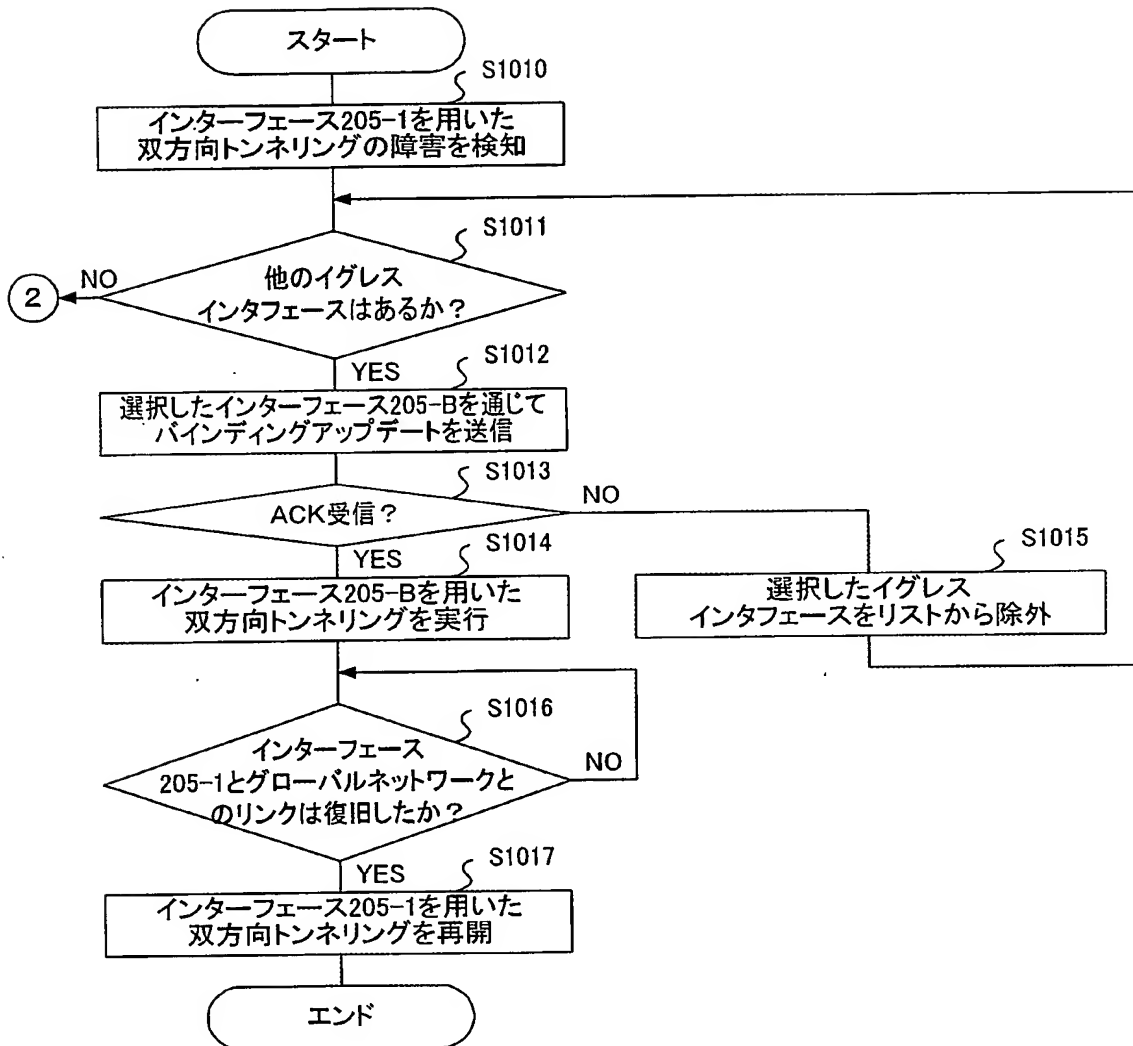 スタート
S1010
インターフェース205-1を用いた
双方向トンネリングの障害を検知
S1011
他のイグレス
インタフェースはあるか？
NO
2
YES
S1012
選択したインターフェース205-Bを通じて
バインディングアップデートを送信
S1013
ACK受信？
NO
YES
S1014
インターフェース205-Bを用いた
双方向トンネリングを実行
S1015
選択したイグレス
インタフェースをリストから除外
S1016
インターフェース
205-1とグローバルネットワークと
のリンクは復旧したか？
NO
YES
S1017
インターフェース205-1を用いた
双方向トンネリングを再開
エンド